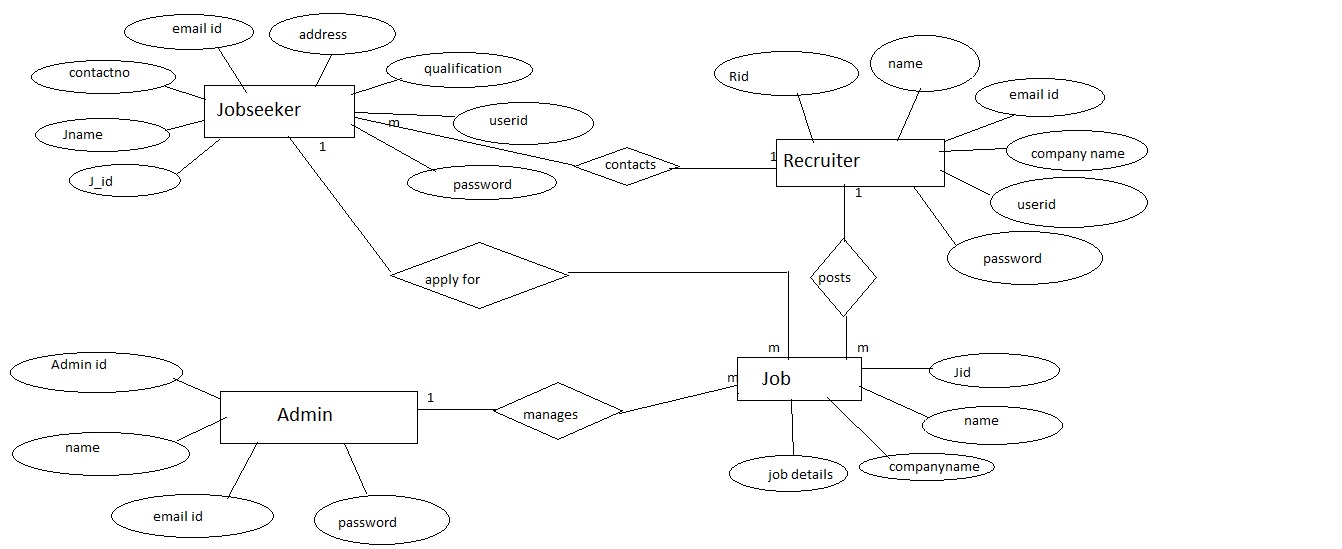 email id
address
contactno
qualification
Jobseeker
Jname
userid
m
1
J_id
password
contacts
1
Rid
name
email id
Recruiter
company name
userid
1
password
apply for
posts
m
m
Admin id
1
m
Job
Jid
Admin
manages
name
name
job details
companyname
email id
password